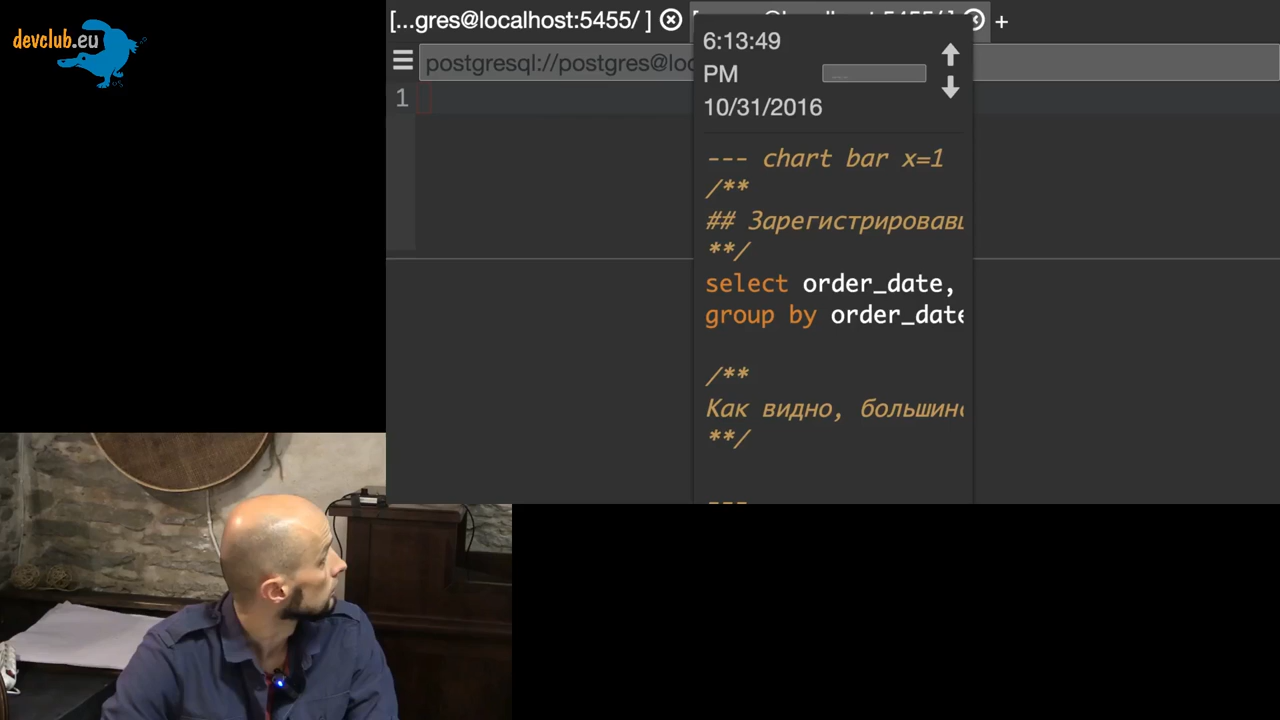 devclub.eu
[...gres@localhost:5455/ ]
+
postgresql://postgres@loc
1
6:13:49
PM
10/31/2016
--- chart bar x=1
/**
## Зарегистрировавш
**/
select order_date,
group by order_date
/**
Как видно, большинс
**/
---